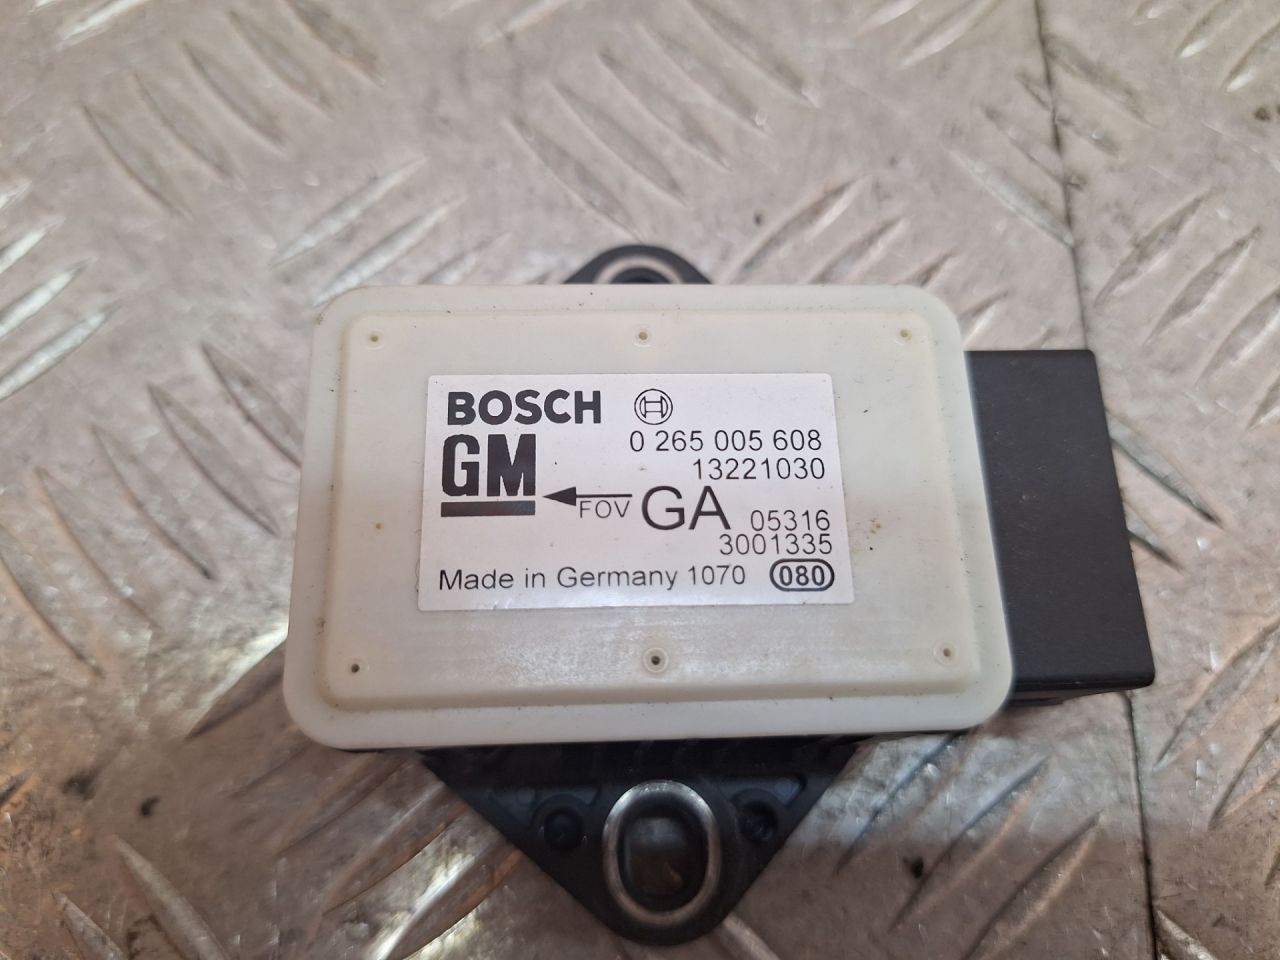 BOSCH
0 265 005 608
GM 13221030
FOV GA 05316
3001335
Made in Germany 1070 080